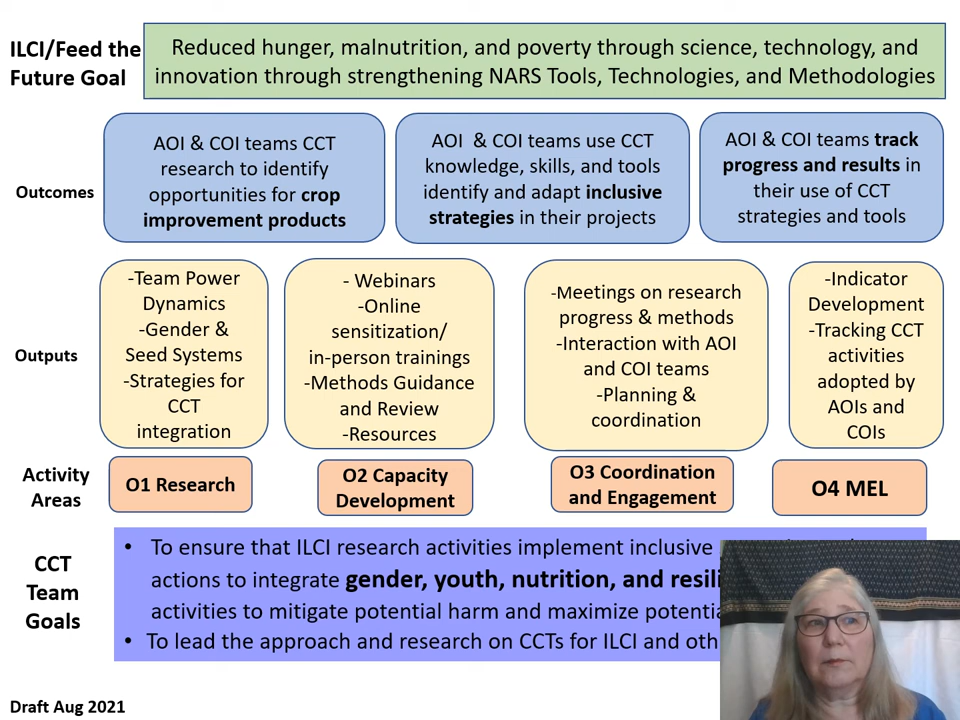 ILCI/Feed the
Future Goal
Reduced hunger, malnutrition, and poverty through science, technology, and
innovation through strengthening NARS Tools, Technologies, and Methodologies
Outcomes
AOI & COI teams CCT
research to identify
opportunities for crop
improvement products
AOI & COI teams use CCT
knowledge, skills, and tools
identify and adapt inclusive
strategies in their projects
AOI & COI teams track
progress and results in
their use of CCT
strategies and tools
Outputs
-Team Power
Dynamics
-Gender &
Seed Systems
-Strategies for
CCT
integration
- Webinars
-Online
sensitization/
in-person trainings
-Methods Guidance
and Review
-Resources
-Meetings on research
progress & methods
-Interaction with AOI
and COI teams
-Planning &
coordination
-Indicator
Development
-Tracking CCT
activities
adopted by
AOIs and
COIs
Activity
Areas
O1 Research
O2 Capacity
Development
O3 Coordination
and Engagement
O4 MEL
CCT
Team
Goals
• To ensure that ILCI research activities implement inclusive
actions to integrate gender, youth, nutrition, and resili
activities to mitigate potential harm and maximize potentia
• To lead the approach and research on CCTs for ILCI and oth
Draft Aug 2021